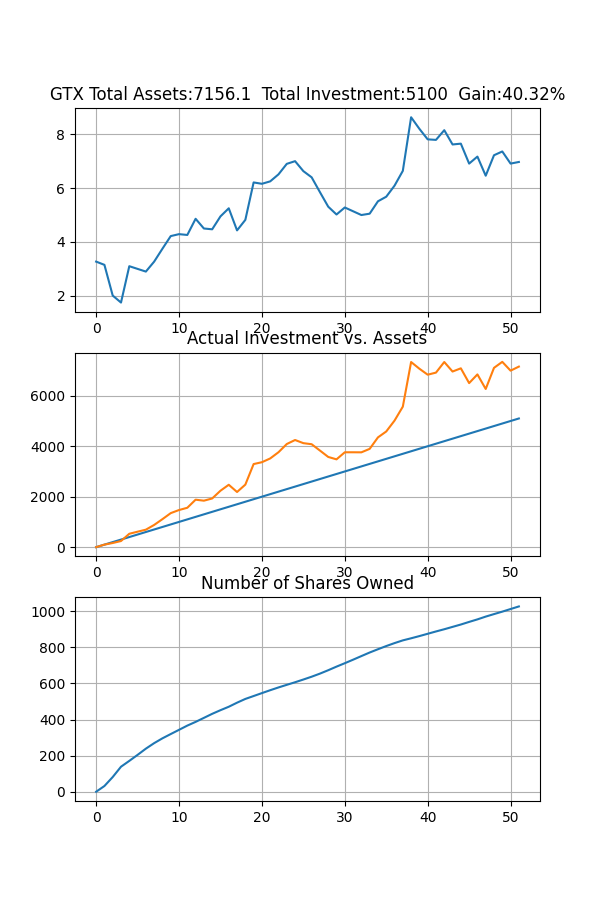 GTX Total Assets:7156.1  Total Investment:5100  Gain:40.32%
8
6
4
2
0 10 20 30 40 50
Actual Investment vs. Assets
6000
4000
2000
0
0 10 20 30 40 50
Number of Shares Owned
1000
800
600
400
200
0
0 10 20 30 40 50